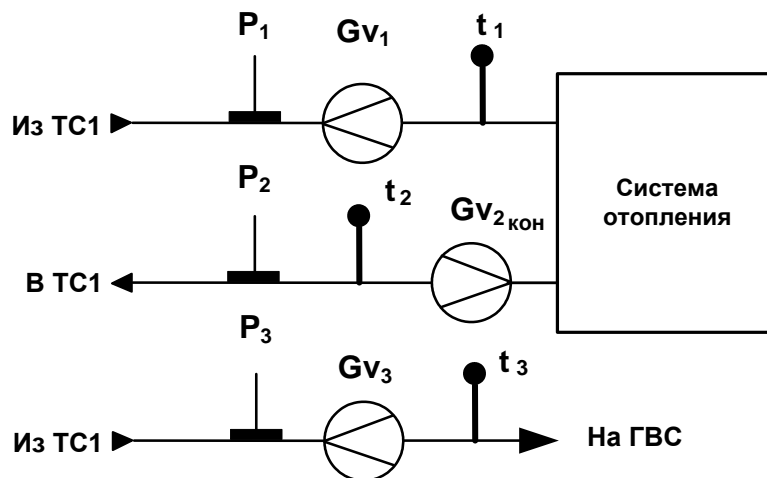 P1 Gv1 t1
Из ТС1
Система
отопления
P2 t2 Gv2кон
В ТС1
P3 Gv3 t3
Из ТС1 На ГВС